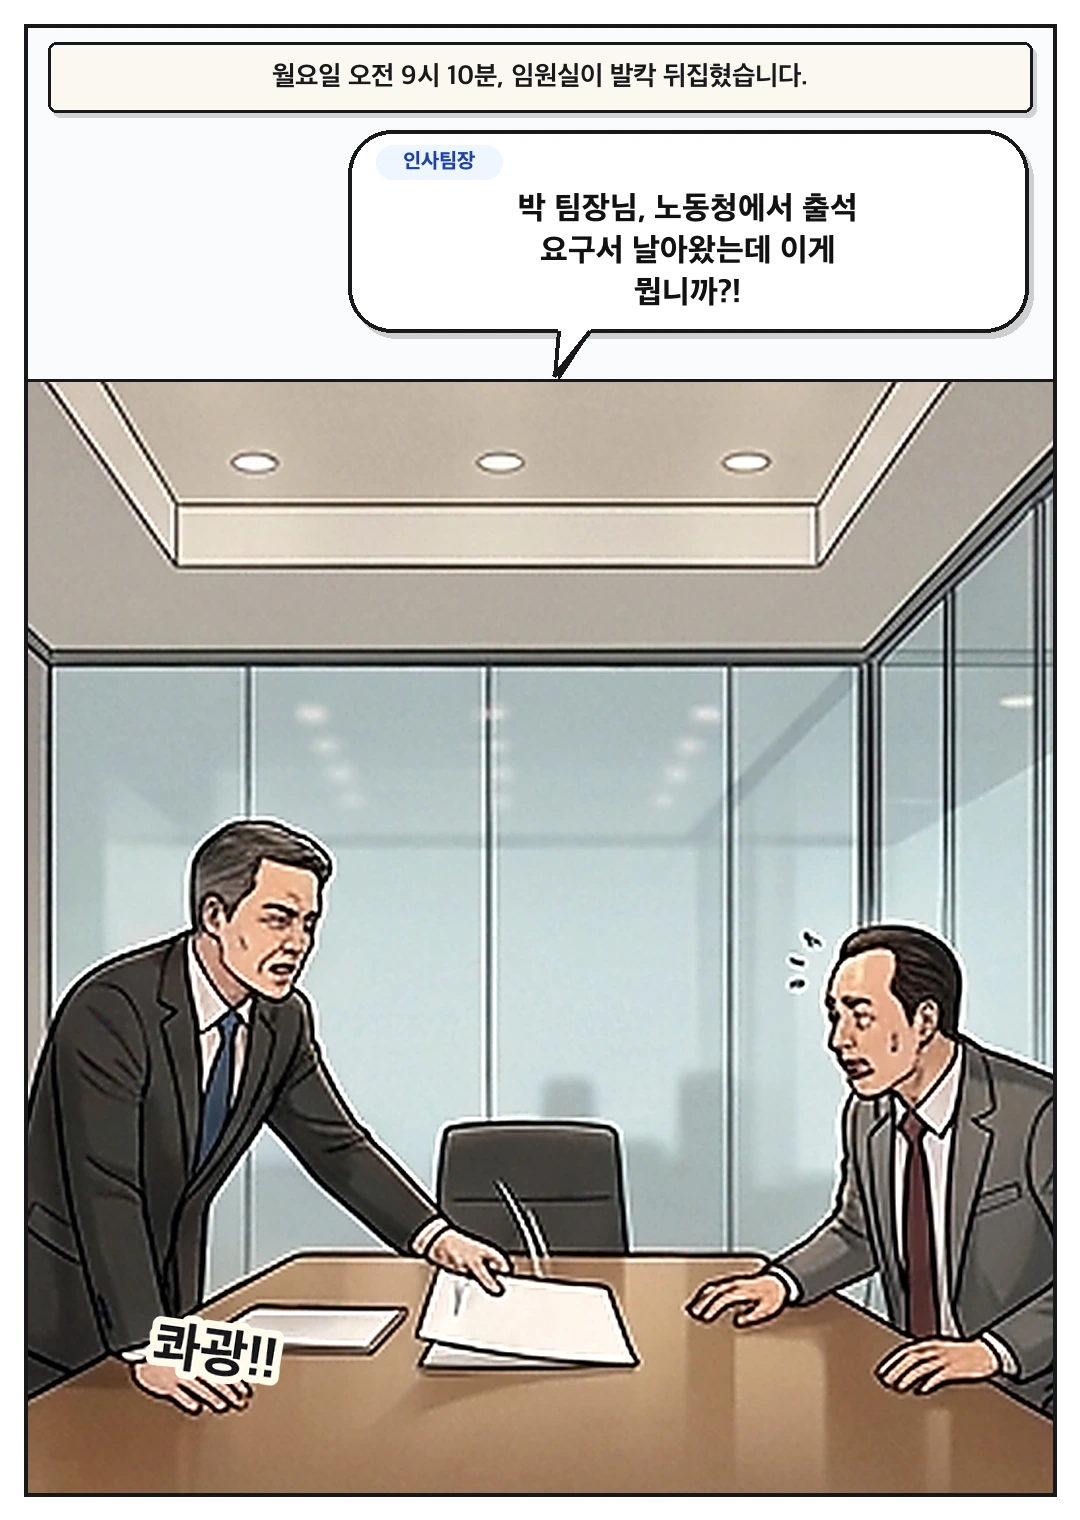 월요일 오전 9시 10분, 임원실이 발칵 뒤집혔습니다.
인사팀장
박 팀장님, 노동청에서 출석
요구서 날아왔는데 이게
뭡니까?!
콰광!!